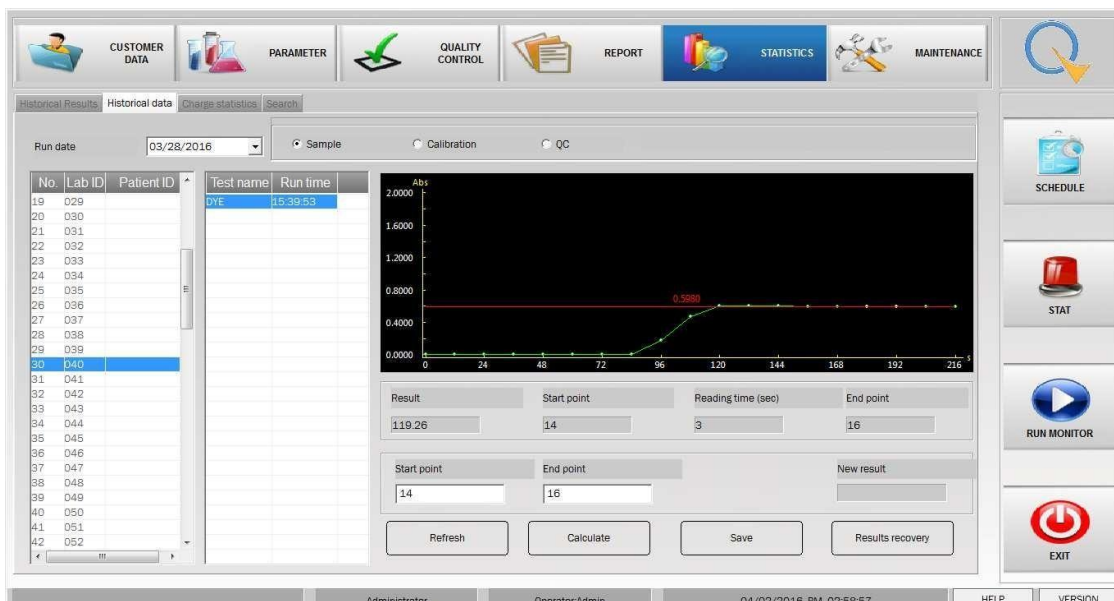 CUSTOMER DATA
PARAMETER
QUALITY CONTROL
REPORT
STATISTICS
MAINTENANCE
Historical Results Historical data Charge statistics Search
Run date 03/28/2016 Sample Calibration QC
No. Lab ID Patient ID Test name Run time
19 029 DYE 15:39:53
20 030
21 031
22 032
23 033
24 034
25 035
26 036
27 037
28 038
29 039
30 040
31 041
32 042
33 043
34 044
35 045
36 046
37 047
38 048
39 049
40 050
41 051
42 052
Abs
2.0000
1.6000
1.2000
0.8000
0.5980
0.4000
0.0000
0 24 48 72 96 120 144 168 192 216 s
Result Start point Reading time (sec) End point
119.26 14 3 16
Start point End point New result
14 16
Refresh Calculate Save Results recovery
SCHEDULE
STAT
RUN MONITOR
EXIT
Administrator Operator:Admin 04/02/2016 PM 02:58:57 HELP VERSION